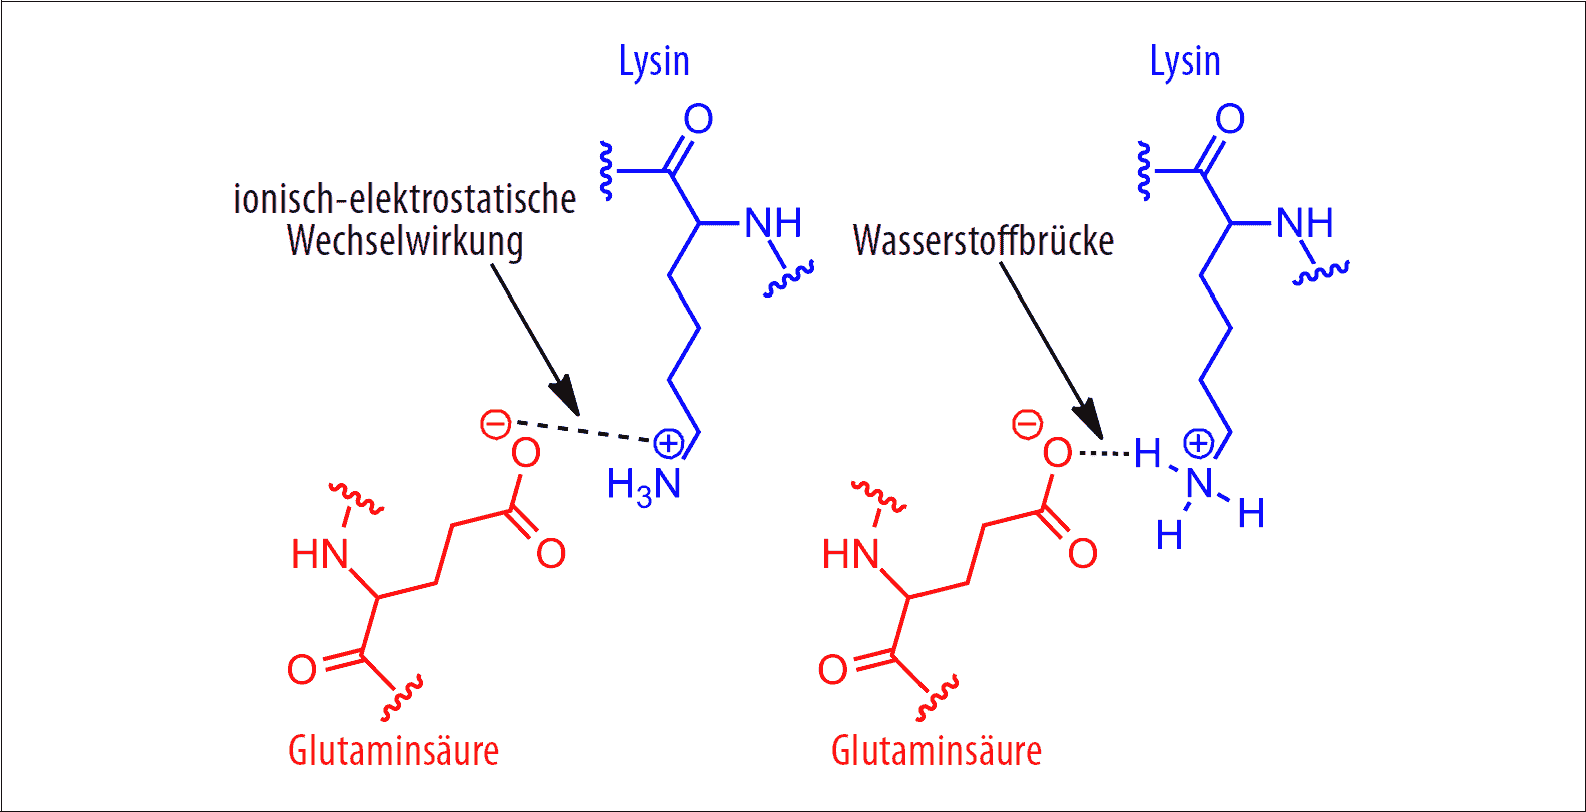 Lysin
O
NH
ionisch-elektrostatische
Wechselwirkung
⊖
O
⊕
H₃N
HN
O
O
Glutaminsäure
Lysin
O
NH
Wasserstoffbrücke
⊖
O
H
⊕
N
H
H
HN
O
O
Glutaminsäure